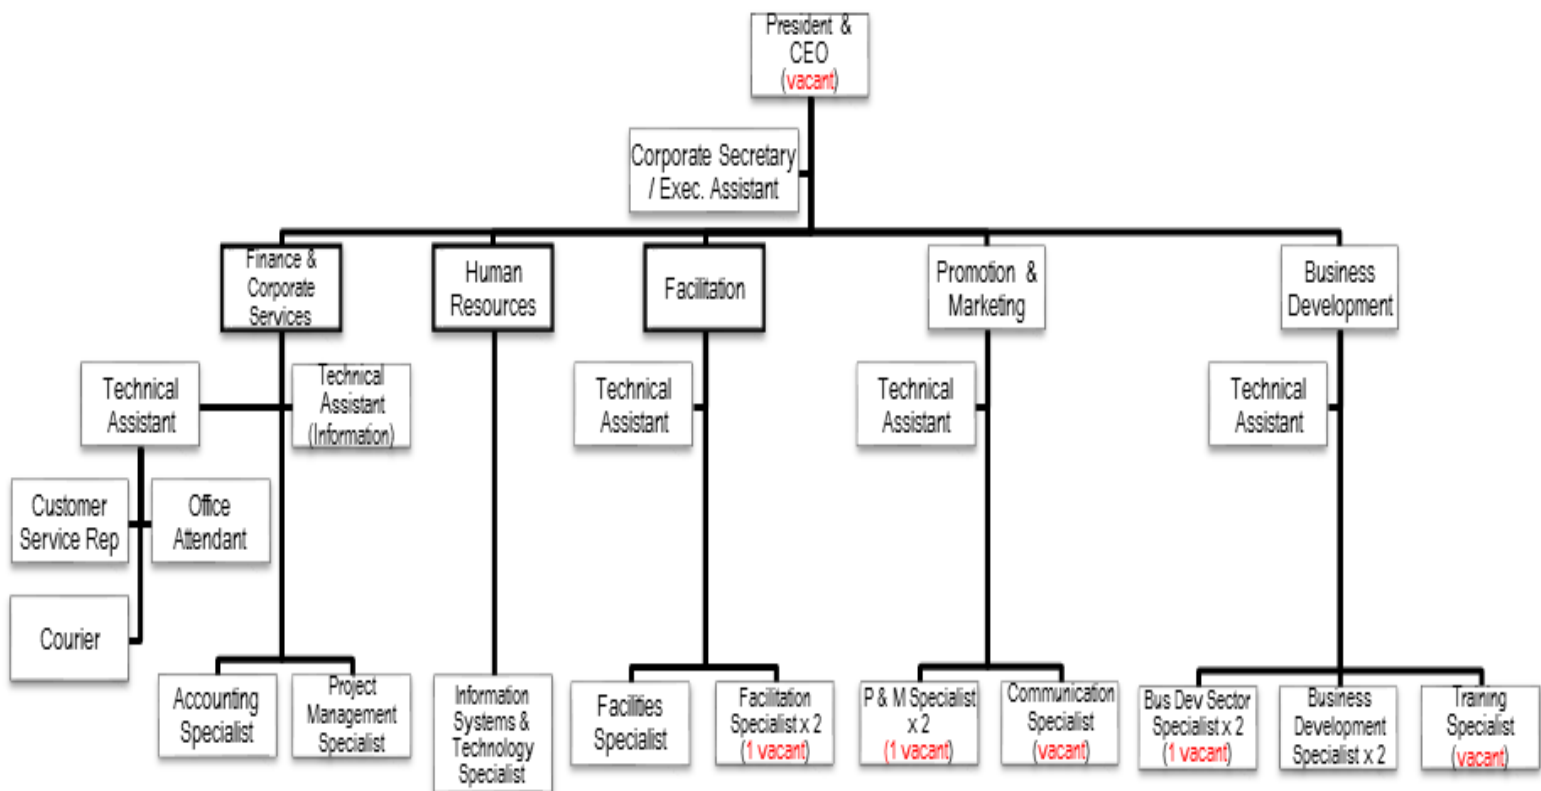 President &
CEO
(vacant)
Corporate Secretary
/ Exec. Assistant
Finance &
Corporate
Services
Human
Resources
Facilitation
Promotion &
Marketing
Business
Development
Technical
Assistant
Technical
Assistant
(Information)
Technical
Assistant
Technical
Assistant
Technical
Assistant
Customer
Service Rep
Office
Attendant
Courier
Accounting
Specialist
Project
Management
Specialist
Information
Systems &
Technology
Specialist
Facilities
Specialist
Facilitation
Specialist x 2
(1 vacant)
P & M Specialist
x 2
(1 vacant)
Communication
Specialist
(vacant)
Bus Dev Sector
Specialist x 2
(1 vacant)
Business
Development
Specialist x 2
Training
Specialist
(vacant)